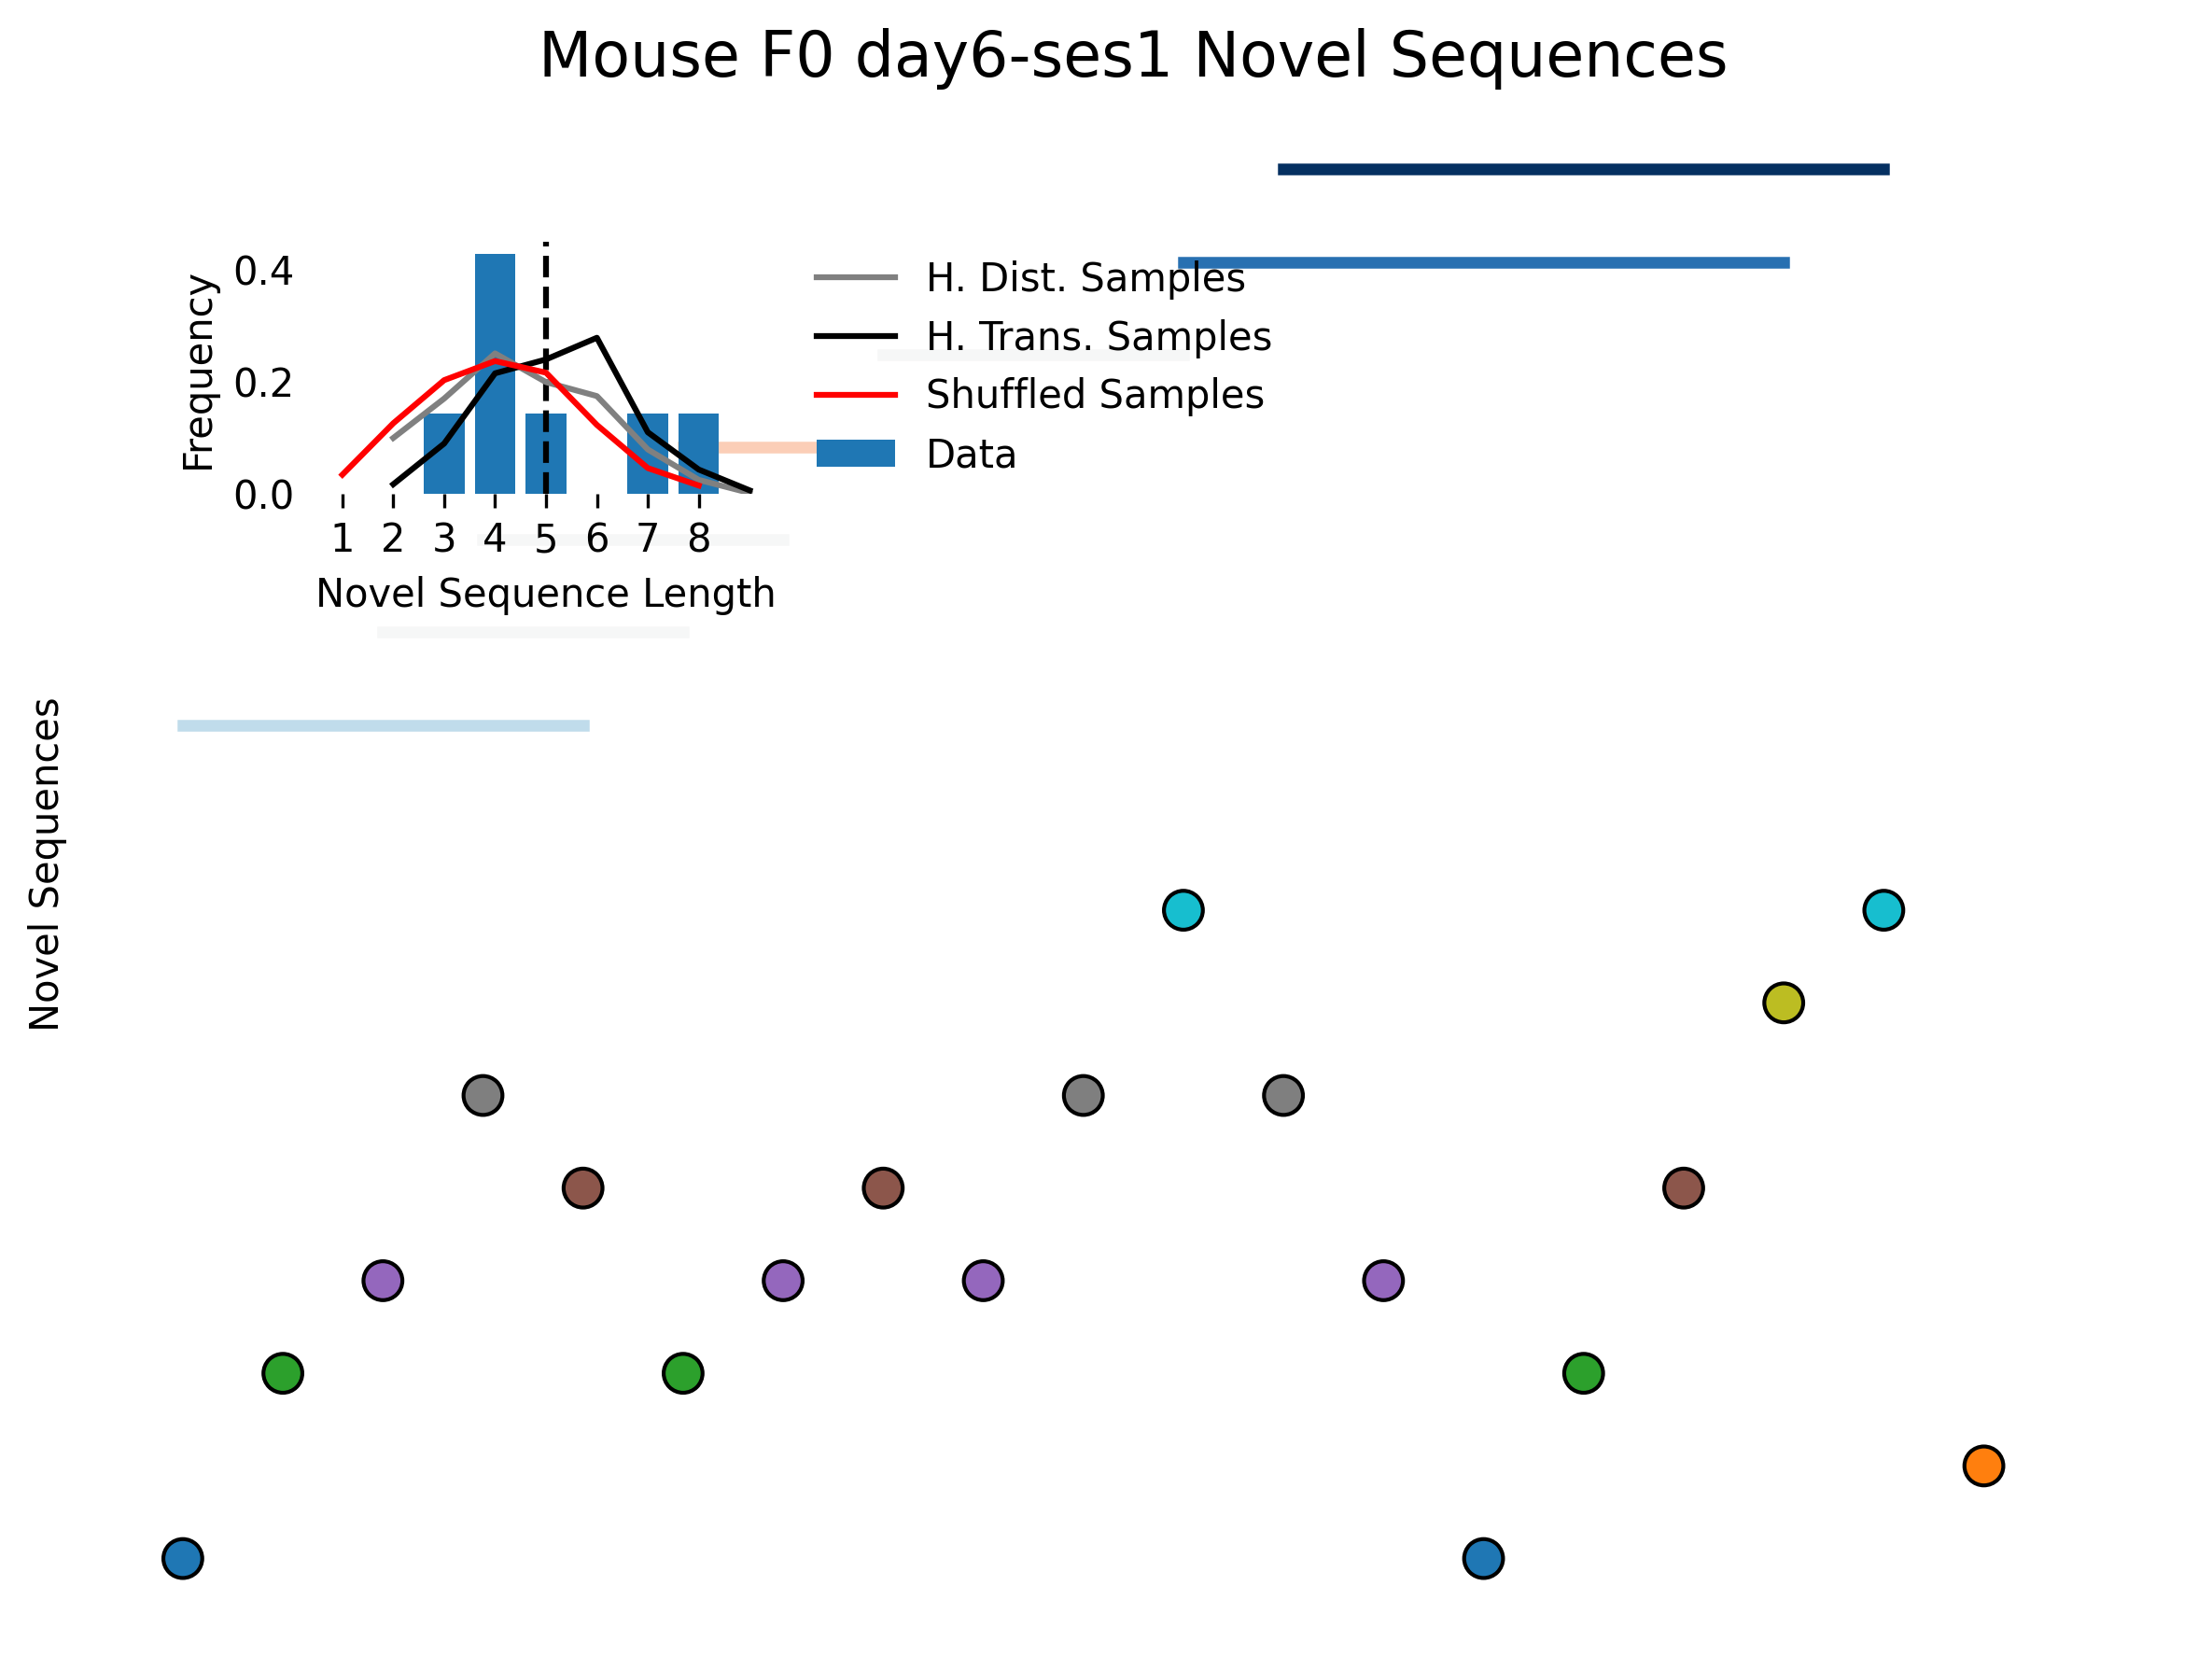 Mouse F0 day6-ses1 Novel Sequences
0.4
0.2
0.0
Frequency
1 2 3 4 5 6 7 8
Novel Sequence Length
H. Dist. Samples
H. Trans. Samples
Shuffled Samples
Data
Novel Sequences